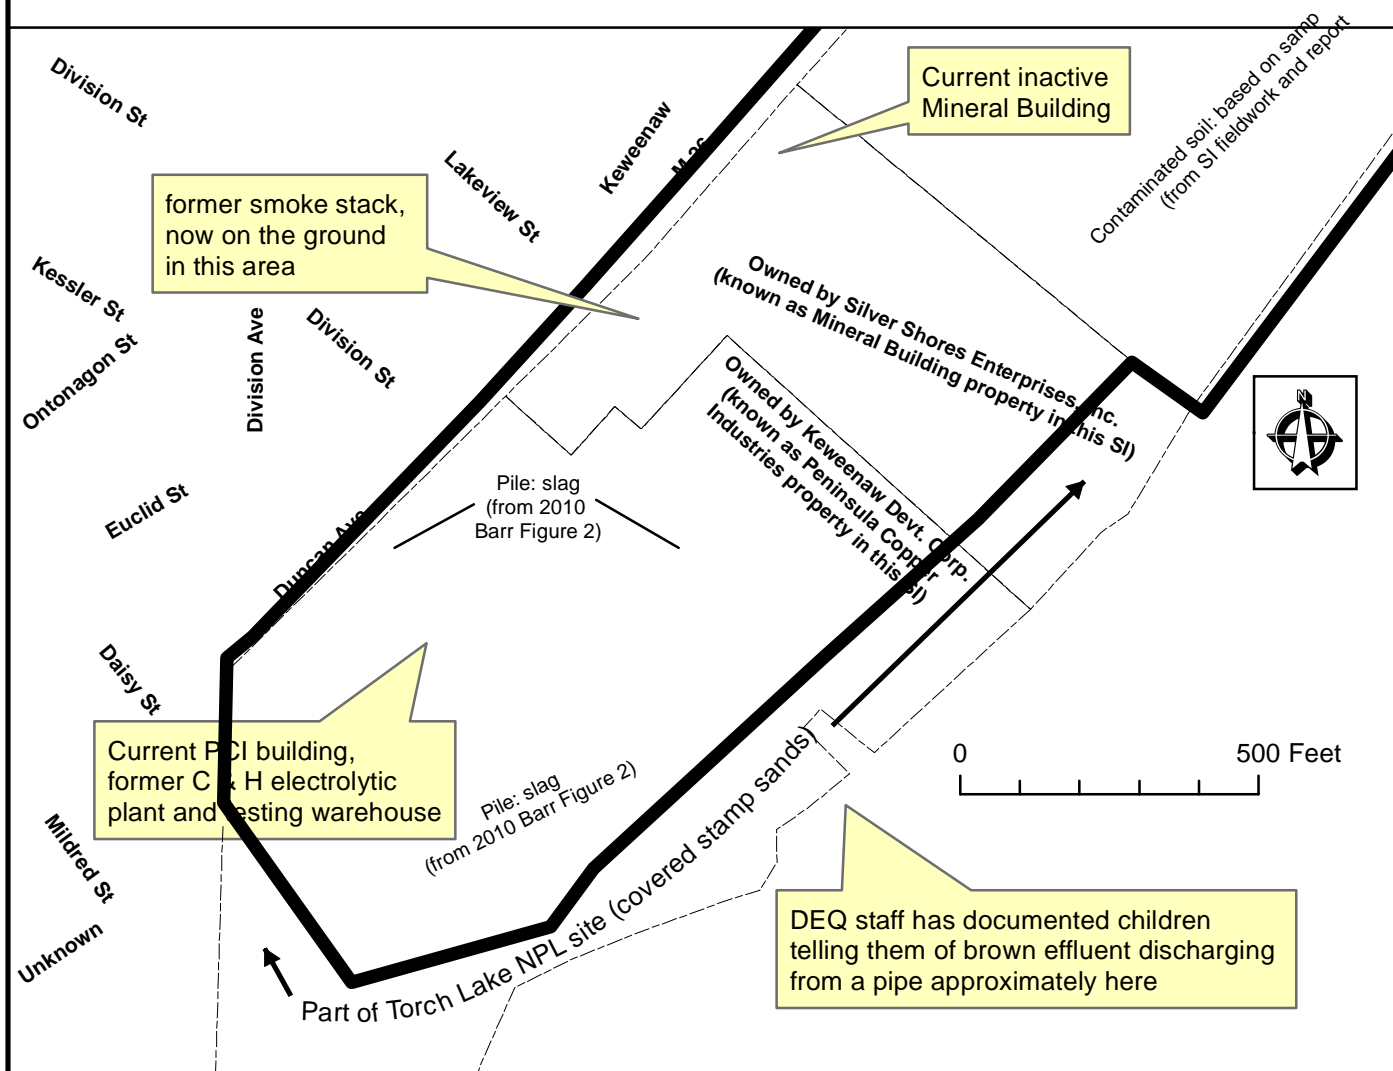 Division St
Lakeview St
Keweenaw
M 26
Current inactive
Mineral Building
Contaminated soil: based on samp
(from SI fieldwork and report
former smoke stack,
now on the ground
in this area
Kessler St
Ontonagon St
Division Ave
Division St
Owned by Silver Shores Enterprises, Inc.
(known as Mineral Building property in this SI)
Owned by Keweenaw Devt. Corp.
(known as Peninsula Copper
Industries property in this SI)
N
Euclid St
Pile: slag
(from 2010
Barr Figure 2)
Duncan Ave
Daisy St
Current PCI building,
former C & H electrolytic
plant and testing warehouse
Pile: slag
(from 2010 Barr Figure 2)
0 500 Feet
Mildred St
Unknown
Part of Torch Lake NPL site (covered stamp sands)
DEQ staff has documented children
telling them of brown effluent discharging
from a pipe approximately here